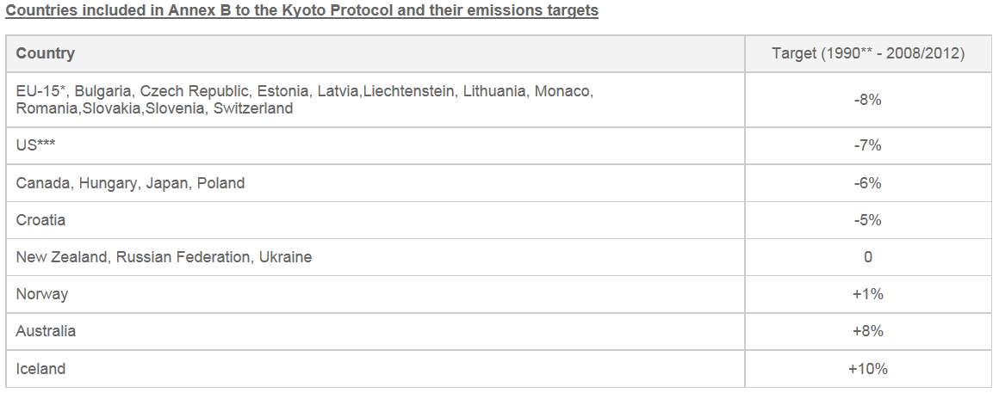 Countries included in Annex B to the Kyoto Protocol and their emissions targets
Country Target (1990** - 2008/2012)
EU-15*, Bulgaria, Czech Republic, Estonia, Latvia,Liechtenstein, Lithuania, Monaco,
Romania,Slovakia,Slovenia, Switzerland
-8%
US*** -7%
Canada, Hungary, Japan, Poland -6%
Croatia -5%
New Zealand, Russian Federation, Ukraine 0
Norway +1%
Australia +8%
Iceland +10%